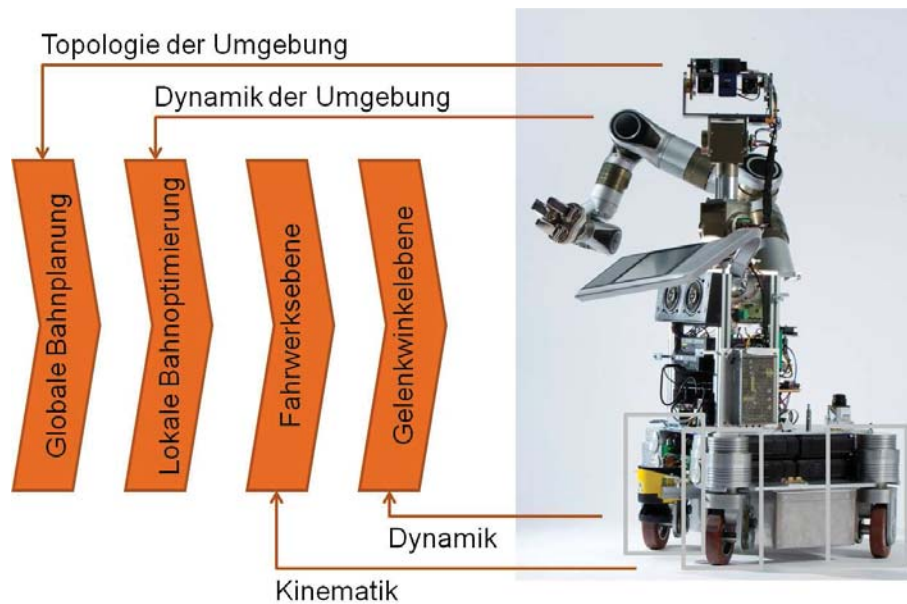 Topologie der Umgebung
Dynamik der Umgebung
Globale Bahnplanung
Lokale Bahnoptimierung
Fahrwerksebene
Gelenkwinkelebene
Dynamik
Kinematik